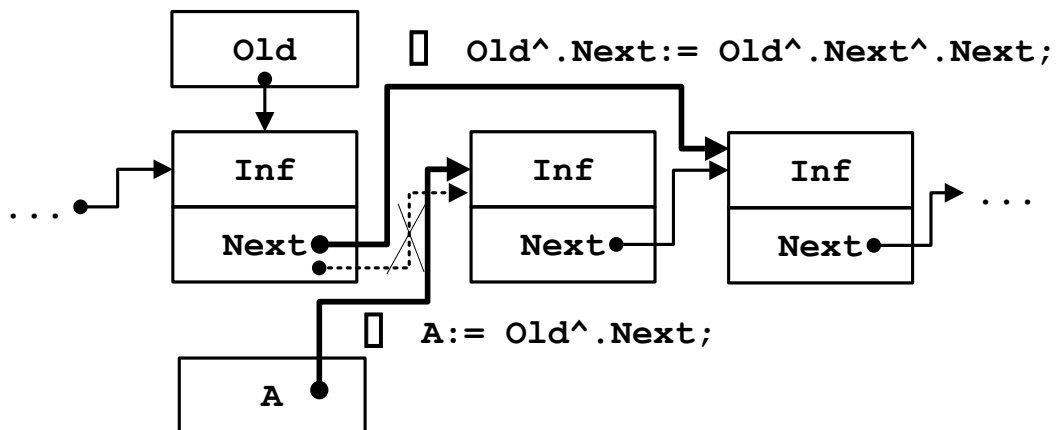 Old
▯ Old^.Next:= Old^.Next^.Next;
Inf
Inf
Inf
...
...
Next
Next
Next
▯ A:= Old^.Next;
A